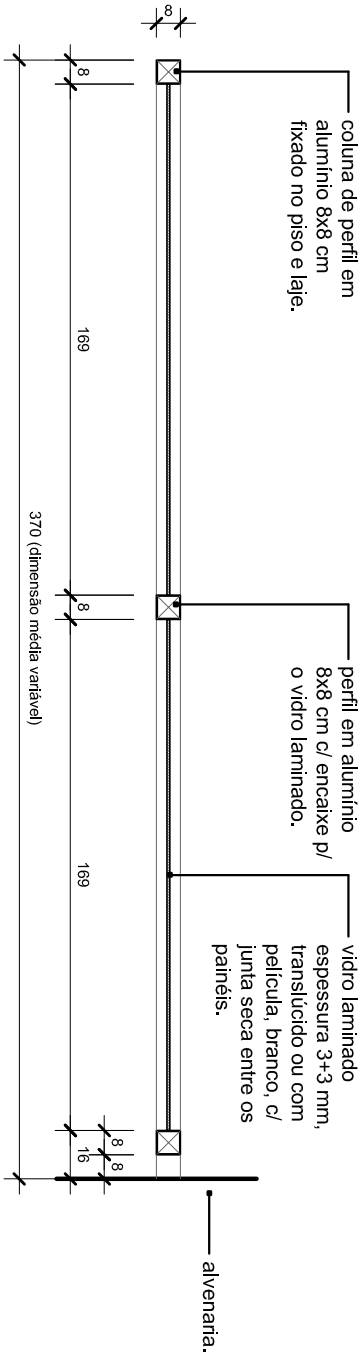 coluna de perfil em
alumínio 8x8 cm
fixado no piso e laje.
perfil em alumínio
8x8 cm c/ encaixe p/
o vidro laminado.
vidro laminado
espessura 3+3 mm,
translúcido ou com
película, branco, c/
junta seca entre os
painéis.
alvenaria.
8
8
169
8
169
8
8
16
370 (dimensão média variável)